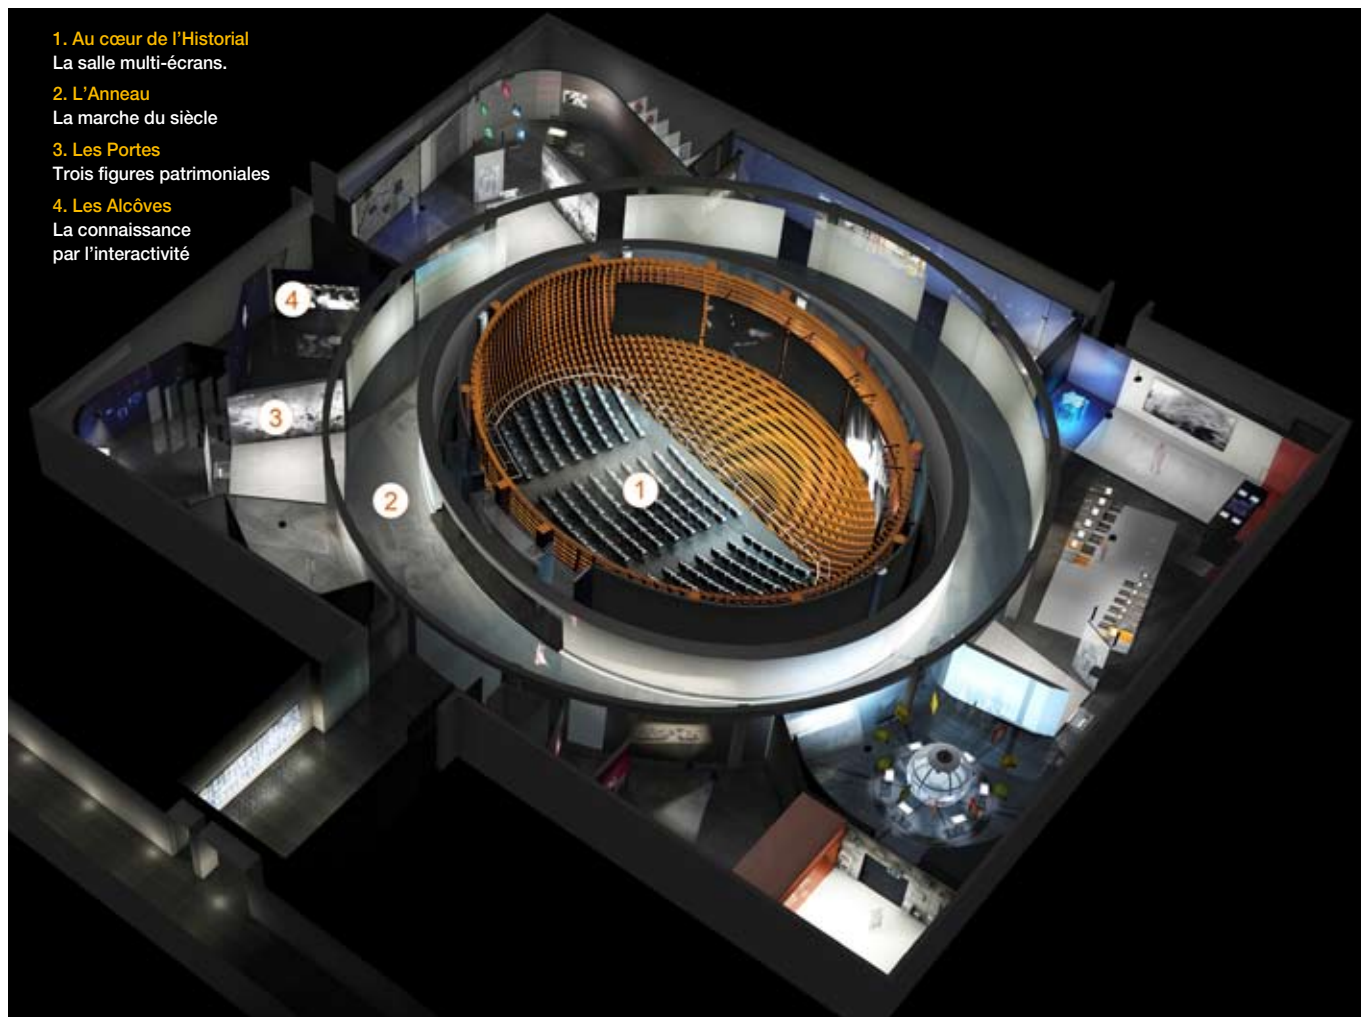 1. Au cœur de l’Historial
La salle multi-écrans.
2. L’Anneau
La marche du siècle
3. Les Portes
Trois figures patrimoniales
4. Les Alcôves
La connaissance
par l’interactivité
4
3
2
1